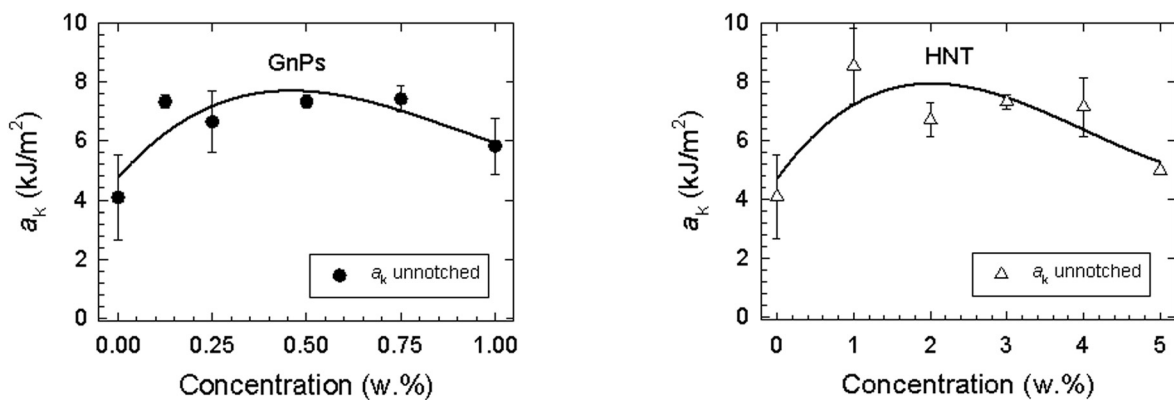 10
8
6
4
2
0
a_k (kJ/m²)
GnPs
a_k unnotched
0.00 0.25 0.50 0.75 1.00
Concentration (w.%)
10
8
6
4
2
0
a_k (kJ/m²)
HNT
a_k unnotched
0 1 2 3 4 5
Concentration (w.%)